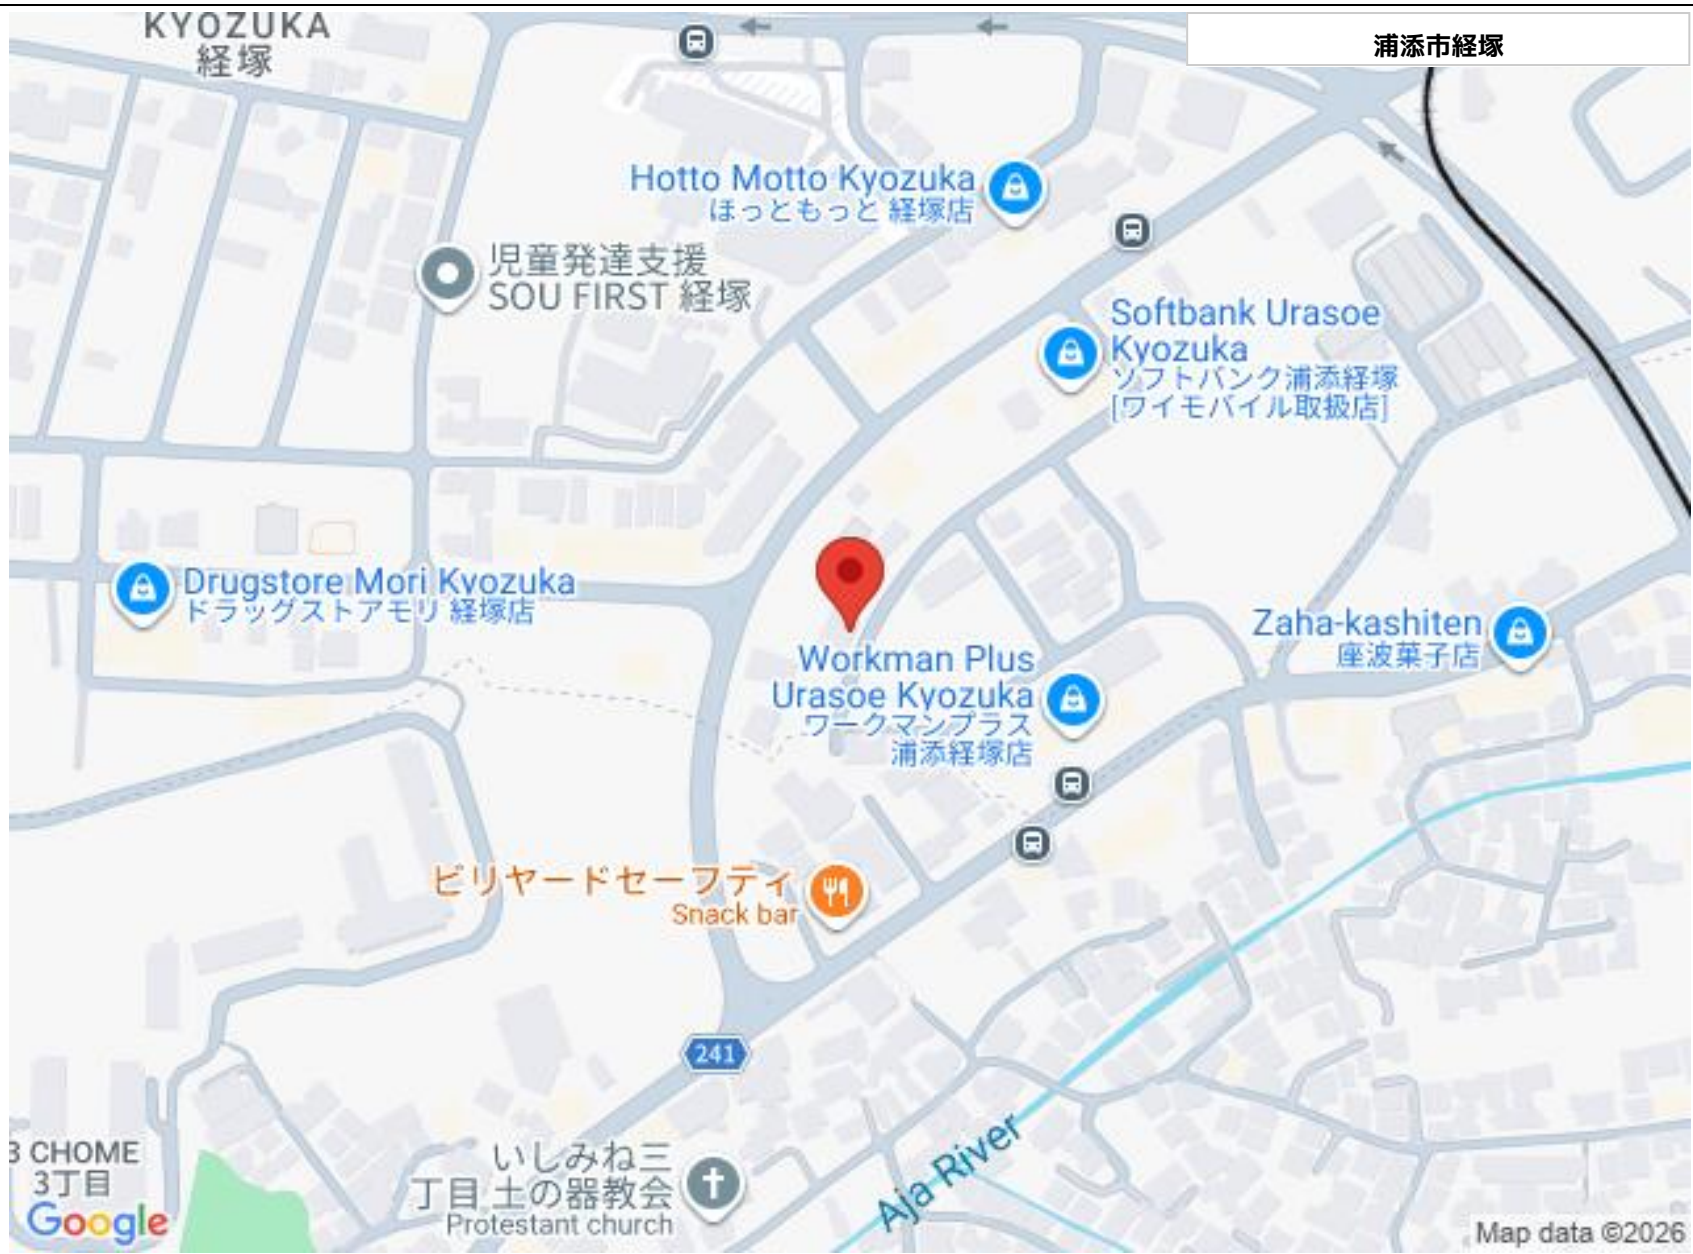 KYOZUKA
経塚
浦添市経塚
Hotto Motto Kyozuka
ほっともっと 経塚店
児童発達支援
SOU FIRST 経塚
Softbank Urasoe
Kyozuka
ソフトバンク浦添経塚
[ワイモバイル取扱店]
Drugstore Mori Kyozuka
ドラッグストアモリ 経塚店
Zaha-kashiten
座波菓子店
Workman Plus
Urasoe Kyozuka
ワークマンプラス
浦添経塚店
ビリヤードセーフティ
Snack bar
241
3 CHOME
3丁目
いしみね三
丁目 土の器教会
Protestant church
Aja River
Google
Map data ©2026